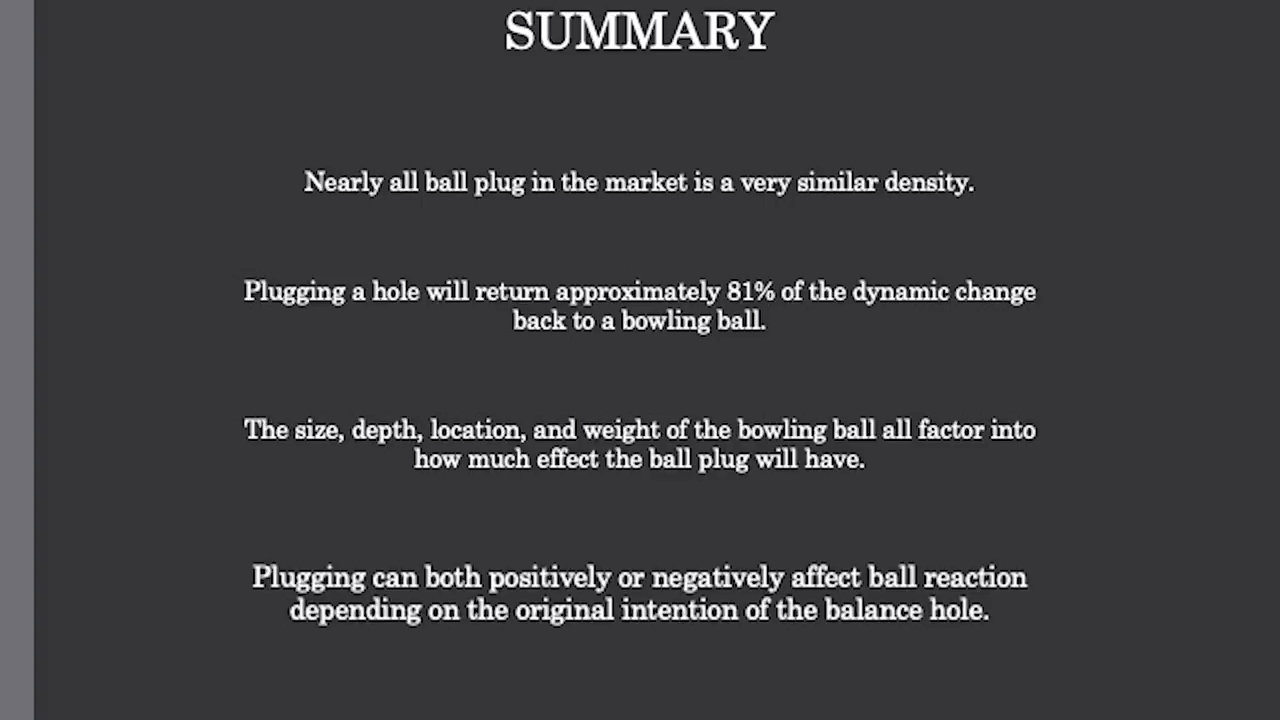 SUMMARY
Nearly all ball plug in the market is a very similar density.
Plugging a hole will return approximately 81% of the dynamic change
back to a bowling ball.
The size, depth, location, and weight of the bowling ball all factor into
how much effect the ball plug will have.
Plugging can both positively or negatively affect ball reaction
depending on the original intention of the balance hole.